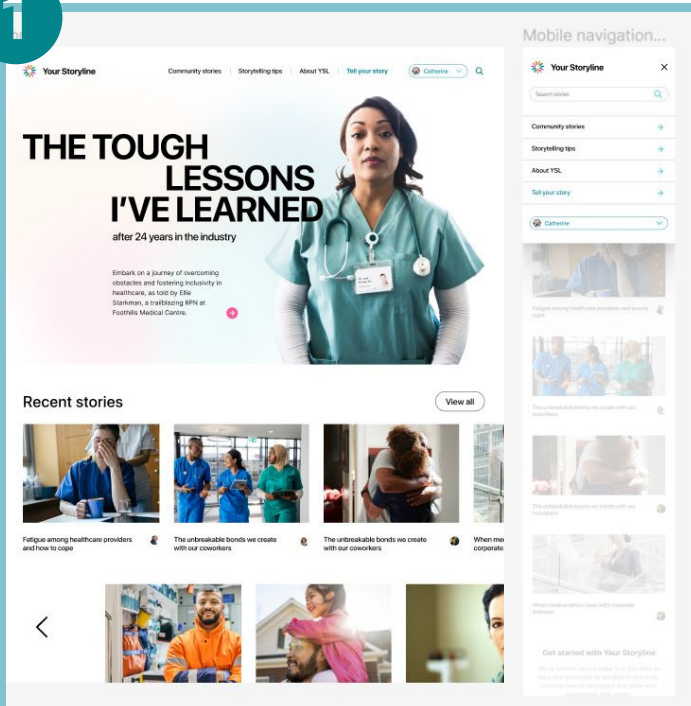 1
Mobile navigation...
Your Storyline
Community stories
Storytelling tips
About YSL
Tell your story
Catherine
THE TOUGH
LESSONS
I'VE LEARNED
after 24 years in the industry
Embark on a journey of overcoming
obstacles and fostering inclusivity in
healthcare, as told by Ellie
Starkman, a trailblazing RPN at
Foothills Medical Centre.
Recent stories
View all
Fatigue among healthcare providers
and how to cope
The unbreakable bonds we create
with our coworkers
The unbreakable bonds we create
with our coworkers
When
corporate
Your Storyline
Search stories
Community stories
Storytelling tips
About YSL
Tell your story
Catherine
Fatigue among healthcare providers and how to
cope
The unbreakable bonds we create with our
coworkers
The unbreakable bonds we create with our
coworkers
When medical ethics clash with corporate
interests
Get started with Your Storyline